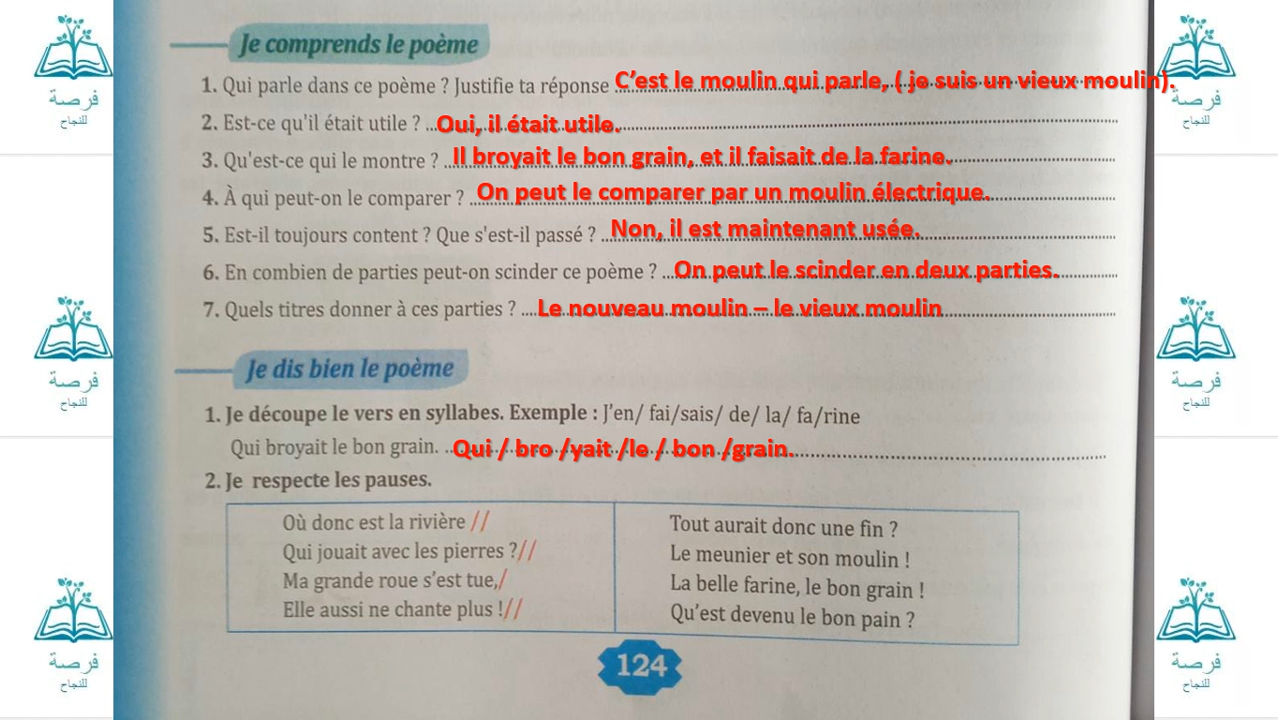 Je comprends le poème
1. Qui parle dans ce poème ? Justifie ta réponse C’est le moulin qui parle, ( je suis un vieux moulin).
2. Est-ce qu'il était utile ? Oui, il était utile.
3. Qu'est-ce qui le montre ? Il broyait le bon grain, et il faisait de la farine.
4. À qui peut-on le comparer ? On peut le comparer par un moulin électrique.
5. Est-il toujours content ? Que s'est-il passé ? Non, il est maintenant usée.
6. En combien de parties peut-on scinder ce poème ? On peut le scinder en deux parties.
7. Quels titres donner à ces parties ? Le nouveau moulin – le vieux moulin
Je dis bien le poème
1. Je découpe le vers en syllabes. Exemple : J’en/ fai/sais/ de/ la/ fa/rine
Qui broyait le bon grain. Qui / bro /yait /le / bon /grain.
2. Je respecte les pauses.
Où donc est la rivière //
Qui jouait avec les pierres ?//
Ma grande roue s’est tue,/
Elle aussi ne chante plus !//
Tout aurait donc une fin ?
Le meunier et son moulin !
La belle farine, le bon grain !
Qu’est devenu le bon pain ?
124
فرصة
للنجاح
فرصة
للنجاح
فرصة
للنجاح
فرصة
للنجاح
فرصة
للنجاح
فرصة
للنجاح